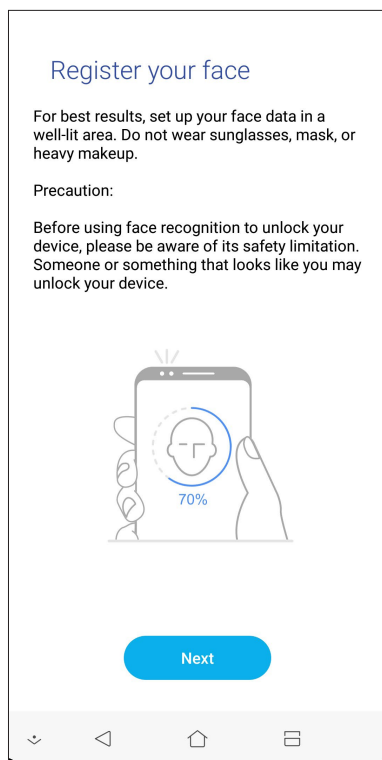 Register your face
For best results, set up your face data in a
well-lit area. Do not wear sunglasses, mask, or
heavy makeup.
Precaution:
Before using face recognition to unlock your
device, please be aware of its safety limitation.
Someone or something that looks like you may
unlock your device.
70%
Next